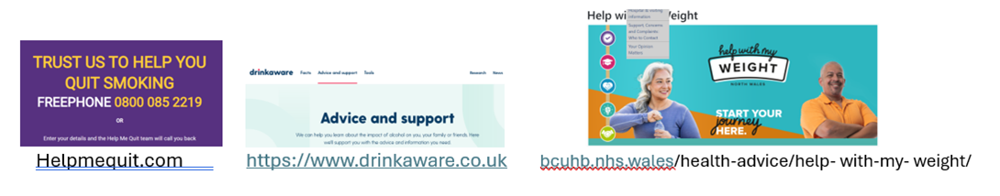 TRUST US TO HELP YOU
QUIT SMOKING
FREEPHONE 0800 085 2219
OR
Enter your details and the Help Me Quit team will call you back
Helpmequit.com
drinkaware Facts Advice and support Tools Research News
Advice and support
We can help you learn about the impact of alcohol on you, your family or friends. Here
we'll support you with the advice and information you need.
https://www.drinkaware.co.uk
Help wi eight
Hospital & Visiting
Information
Support, Concerns
and Complaints:
Who to Contact
Your Opinion
Matters
help with my
WEIGHT
NORTH WALES
START YOUR
journey
HERE.
bcuhb.nhs.wales/health-advice/help- with-my- weight/